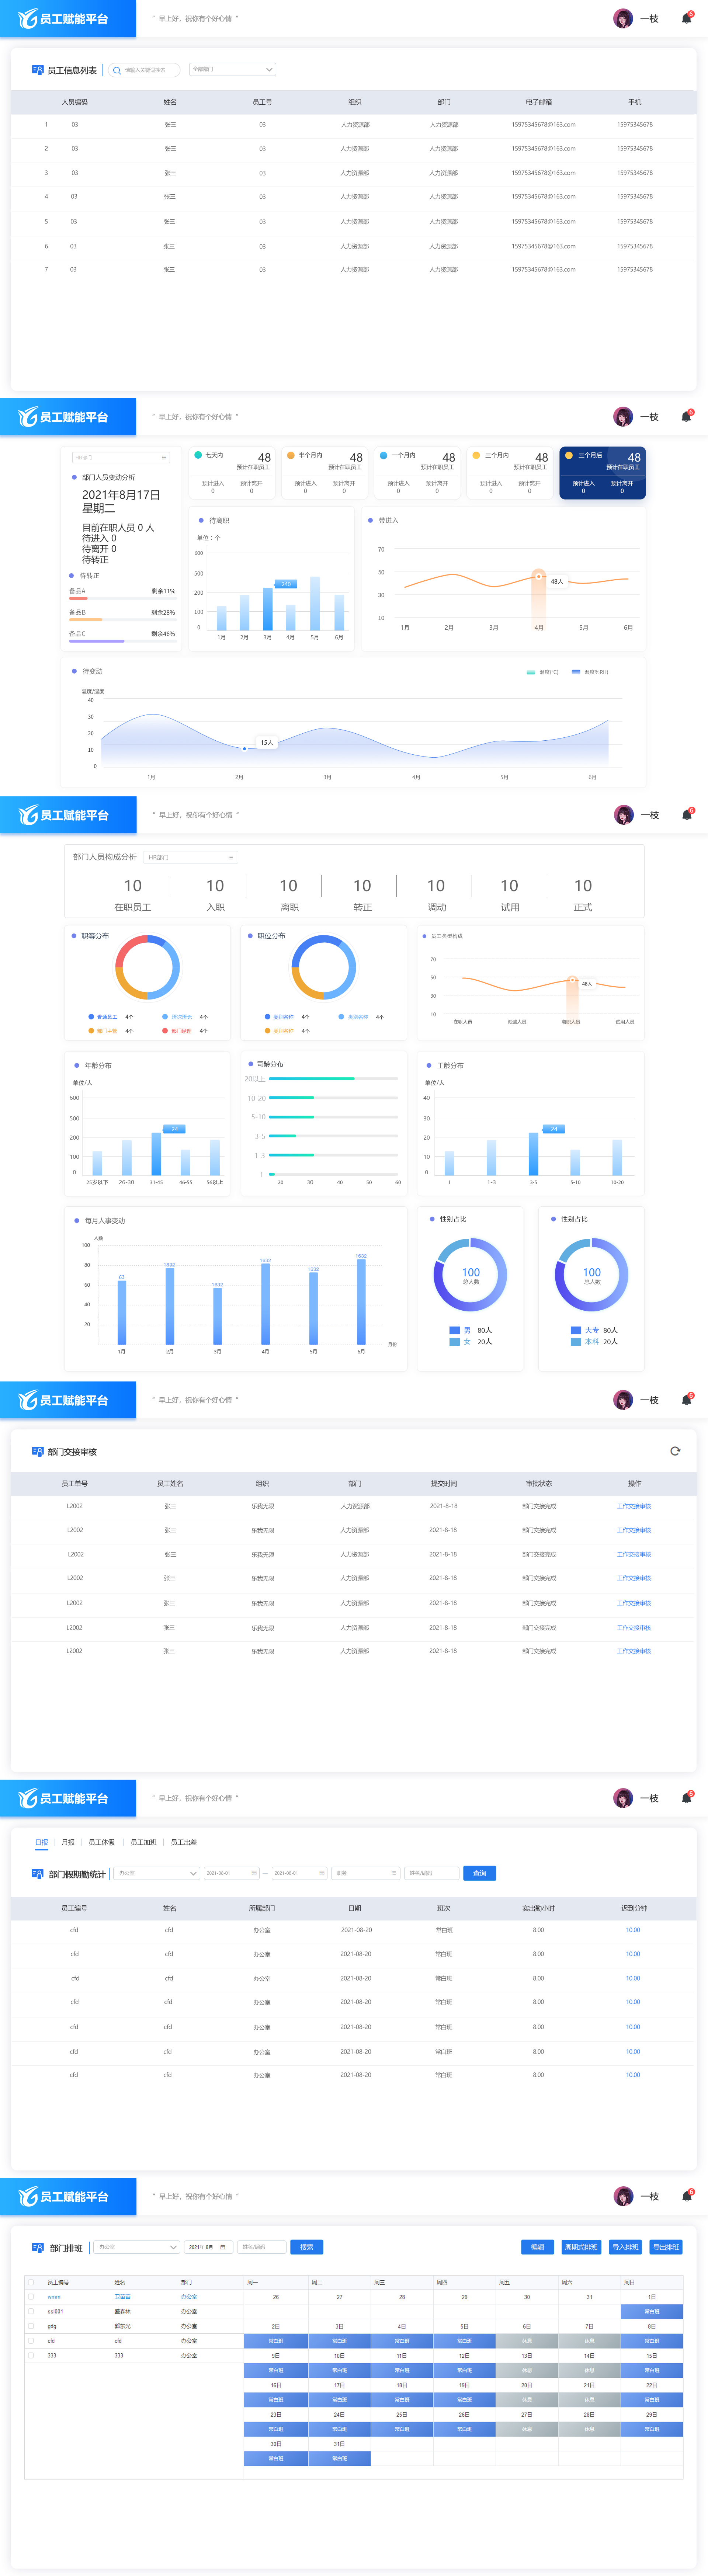 员工赋能平台 " 早上好，祝你有个好心情 " 一枝 6
员工信息列表 请输入关键词搜索 全部部门
人员编码 姓名 员工号 组织 部门 电子邮箱 手机
1 03 张三 03 人力资源部 人力资源部 15975345678@163.com 15975345678
2 03 张三 03 人力资源部 人力资源部 15975345678@163.com 15975345678
3 03 张三 03 人力资源部 人力资源部 15975345678@163.com 15975345678
4 03 张三 03 人力资源部 人力资源部 15975345678@163.com 15975345678
5 03 张三 03 人力资源部 人力资源部 15975345678@163.com 15975345678
6 03 张三 03 人力资源部 人力资源部 15975345678@163.com 15975345678
7 03 张三 03 人力资源部 人力资源部 15975345678@163.com 15975345678
员工赋能平台 " 早上好，祝你有个好心情 " 一枝 6
HR部门
部门人员变动分析
2021年8月17日
星期二
目前在职人员 0 人
待进入 0
待离开 0
待转正
待转正
备品A 剩余11%
备品B 剩余28%
备品C 剩余46%
七天内 48 预计在职员工
预计进入 预计离开
0 0
半个月内 48 预计在职员工
预计进入 预计离开
0 0
一个月内 48 预计在职员工
预计进入 预计离开
0 0
三个月内 48 预计在职员工
预计进入 预计离开
0 0
三个月后 48 预计在职员工
预计进入 预计离开
0 0
待离职
单位：个
600
500
200
100
0
240
1月 2月 3月 4月 5月 6月
带进入
70
50
30
10
48人
1月 2月 3月 4月 5月 6月
待变动 温度(℃) 湿度%RH)
温度/湿度
40
30
20
10
0
15人
1月 2月 3月 4月 5月 6月
员工赋能平台 " 早上好，祝你有个好心情 " 一枝 6
部门人员构成分析 HR部门
10 10 10 10 10 10 10
在职员工 入职 离职 转正 调动 试用 正式
职等分布
普通员工 4个 4个
部门主管 4个 部门经理 4个
职位分布
类别名称 4个 类别名称 4个
类别名称 4个
员工类型构成
70
50
30
10
48人
在职人员 派遣人员 离职人员 试用人员
年龄分布
单位/人
600
500
200
100
0
24
25岁以下 26-30 31-45 46-55 56以上
司龄分布
20以上
10-20
5-10
3-5
1-3
1
20 30 40 50 60
工龄分布
单位/人
40
30
20
10
0
24
1 1-3 3-5 5-10 10-20
每月人事变动
人数
100
80
60
40
20
63 1632 1632 1632 1632 1632
1月 2月 3月 4月 5月 6月 月份
性别占比
100
总人数
男 80人
女 20人
性别占比
100
总人数
大专 80人
本科 20人
员工赋能平台 " 早上好，祝你有个好心情 " 一枝 6
部门交接审核
员工单号 员工姓名 组织 部门 提交时间 审批状态 操作
L2002 张三 乐我无限 人力资源部 2021-8-18 部门交接完成 工作交接审核
L2002 张三 乐我无限 人力资源部 2021-8-18 部门交接完成 工作交接审核
L2002 张三 乐我无限 人力资源部 2021-8-18 部门交接完成 工作交接审核
L2002 张三 乐我无限 人力资源部 2021-8-18 部门交接完成 工作交接审核
L2002 张三 乐我无限 人力资源部 2021-8-18 部门交接完成 工作交接审核
L2002 张三 乐我无限 人力资源部 2021-8-18 部门交接完成 工作交接审核
L2002 张三 乐我无限 人力资源部 2021-8-18 部门交接完成 工作交接审核
员工赋能平台 " 早上好，祝你有个好心情 " 一枝 6
日报 月报 员工休假 员工加班 员工出差
部门假期勤统计 办公室 2021-08-01 — 2021-08-01 职务 姓名/编码 查询
员工编号 姓名 所属部门 日期 班次 实出勤小时 迟到分钟
cfd cfd 办公室 2021-08-20 常白班 8.00 10.00
cfd cfd 办公室 2021-08-20 常白班 8.00 10.00
cfd cfd 办公室 2021-08-20 常白班 8.00 10.00
cfd cfd 办公室 2021-08-20 常白班 8.00 10.00
cfd cfd 办公室 2021-08-20 常白班 8.00 10.00
cfd cfd 办公室 2021-08-20 常白班 8.00 10.00
cfd cfd 办公室 2021-08-20 常白班 8.00 10.00
员工赋能平台 " 早上好，祝你有个好心情 " 一枝 6
部门排班 办公室 2021年 8月 姓名/编码 搜索 编辑 周期式排班 导入排班 导出排班
员工编号 姓名 部门 周一 周二 周三 周四 周五 周六 周日
wmm 卫苗苗 办公室 26 27 28 29 30 31 1日
ssl001 盛森林 办公室 常白班
gdg 郭东光 办公室 2日 3日 4日 5日 6日 7日 8日
cfd cfd 办公室 常白班 常白班 常白班 常白班 休息 休息 常白班
333 333 办公室 9日 10日 11日 12日 13日 14日 15日
常白班 常白班 常白班 常白班 休息 休息 常白班
16日 17日 18日 19日 20日 21日 22日
常白班 常白班 常白班 常白班 休息 休息 常白班
23日 24日 25日 26日 27日 28日 29日
常白班 常白班 常白班 常白班 休息 休息 常白班
30日 31日
常白班 常白班